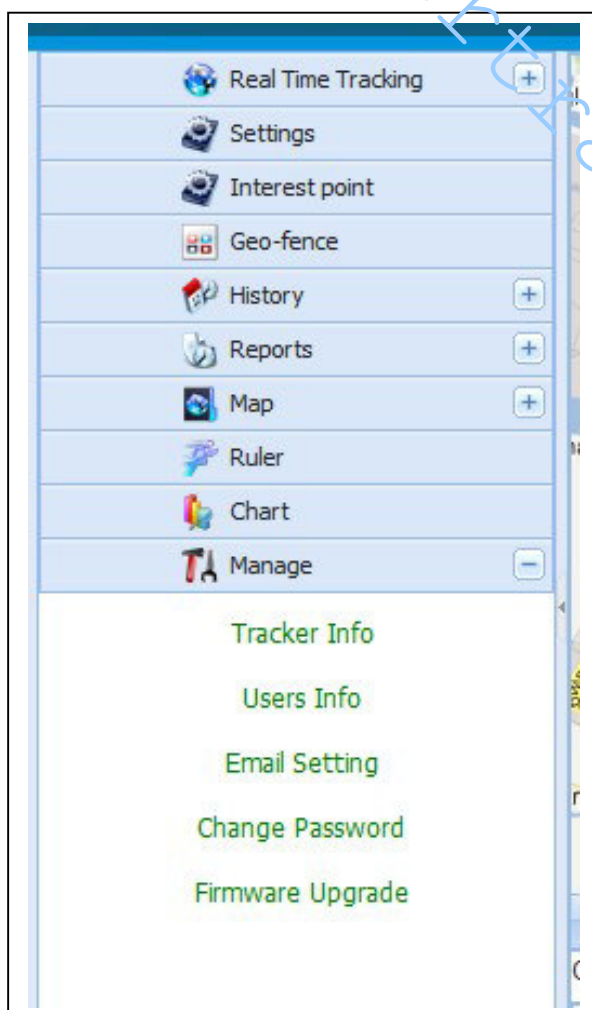 Real Time Tracking
Settings
Interest point
Geo-fence
History
Reports
Map
Ruler
Chart
Manage
Tracker Info
Users Info
Email Setting
Change Password
Firmware Upgrade